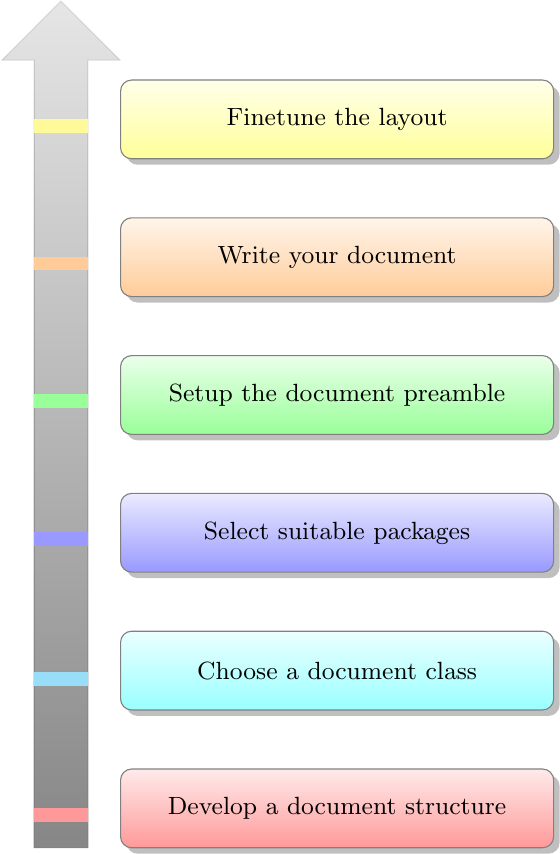 Finetune the layout
Write your document
Setup the document preamble
Select suitable packages
Choose a document class
Develop a document structure